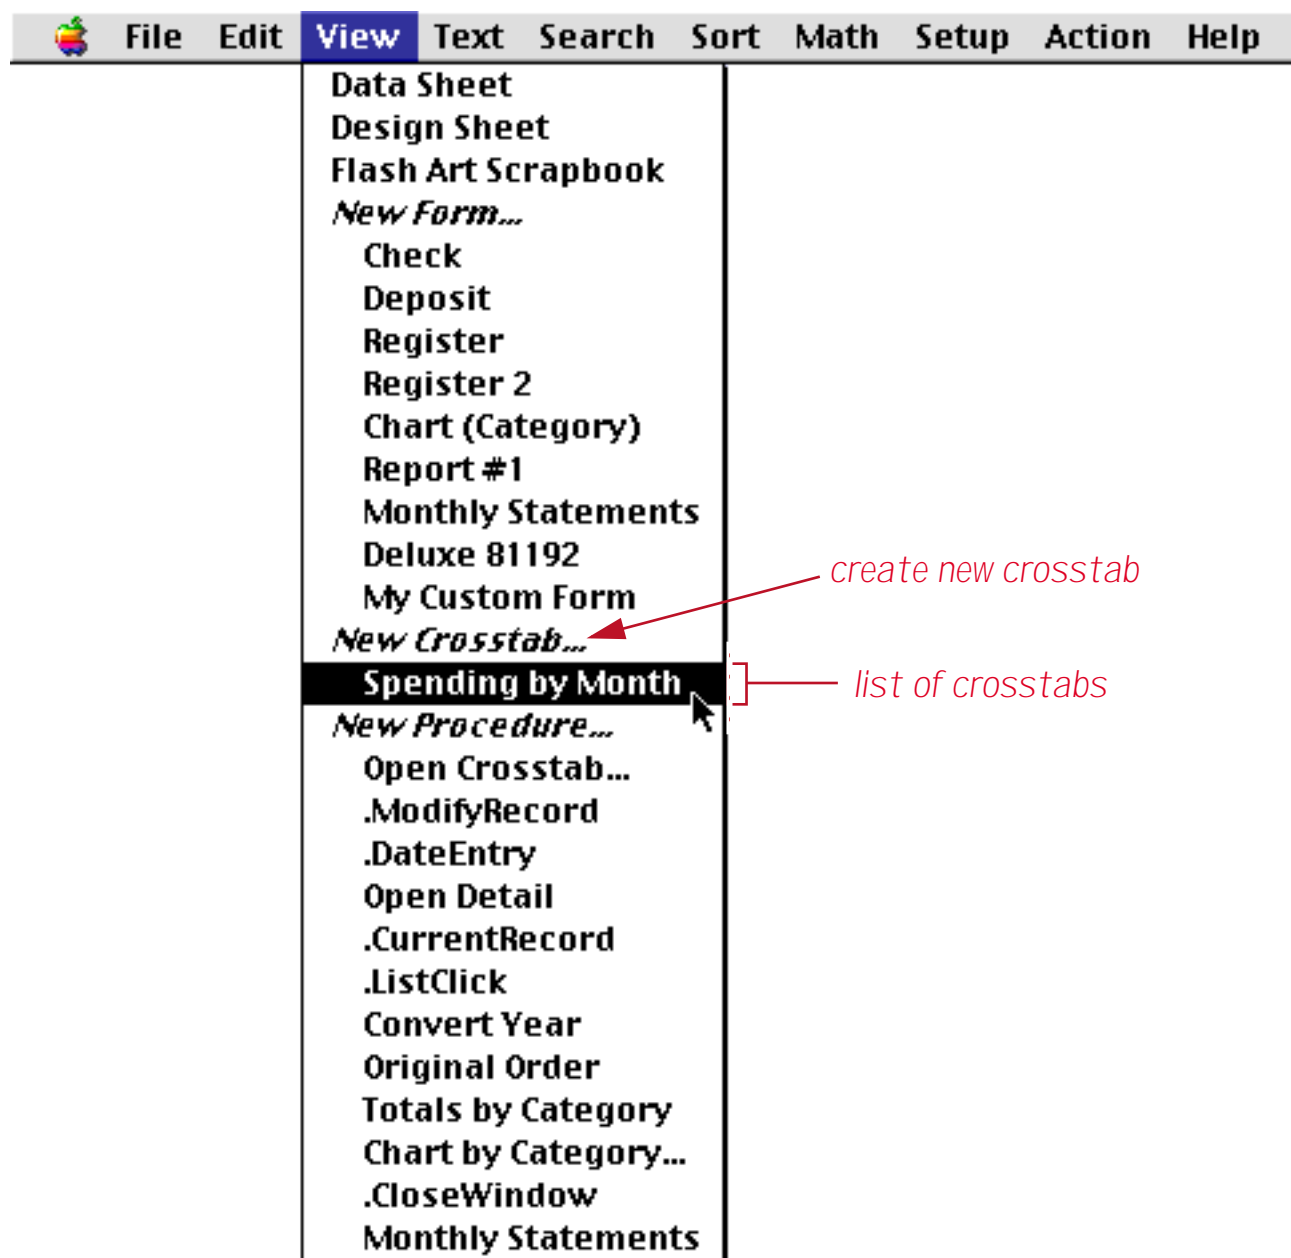 File Edit View Text Search Sort Math Setup Action Help
Data Sheet
Design Sheet
Flash Art Scrapbook
New Form...
Check
Deposit
Register
Register 2
Chart (Category)
Report #1
Monthly Statements
Deluxe 81192
create new crosstab
My Custom Form
New Crosstab...
Spending by Month
list of crosstabs
New Procedure...
Open Crosstab...
.ModifyRecord
.DateEntry
Open Detail
.CurrentRecord
.ListClick
Convert Year
Original Order
Totals by Category
Chart by Category...
.CloseWindow
Monthly Statements